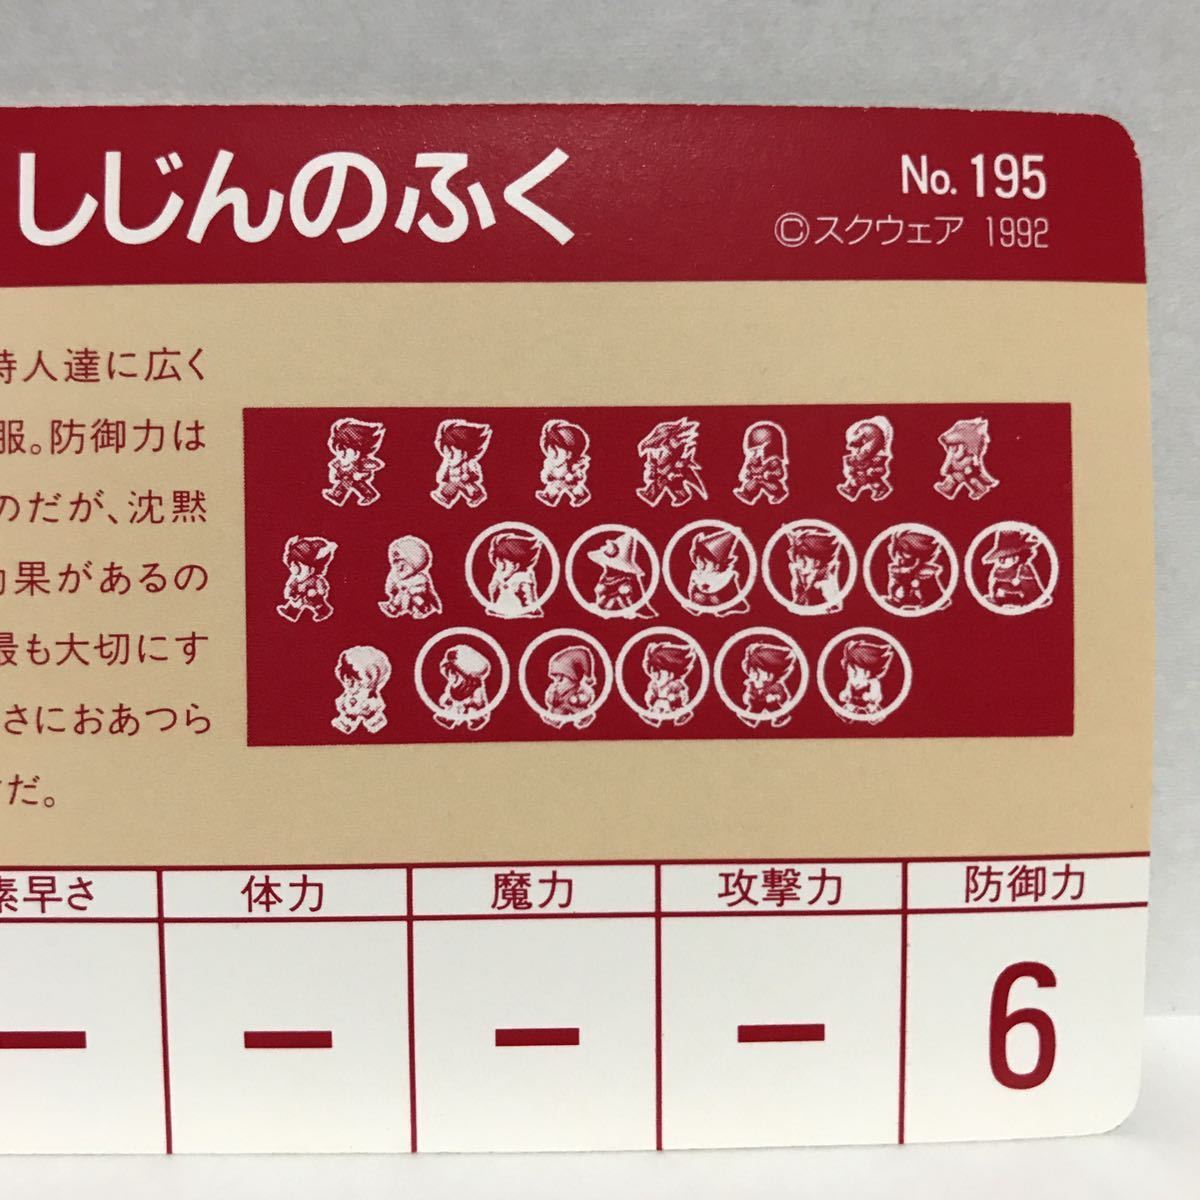 しじんのふく
No. 195
©スクウェア 1992
詩人達に広く
服。防御力は
のだが、沈黙
効果があるの
最も大切にす
さにおあつら
だ。
素早さ 体力 魔力 攻撃力 防御力
ー ー ー ー 6